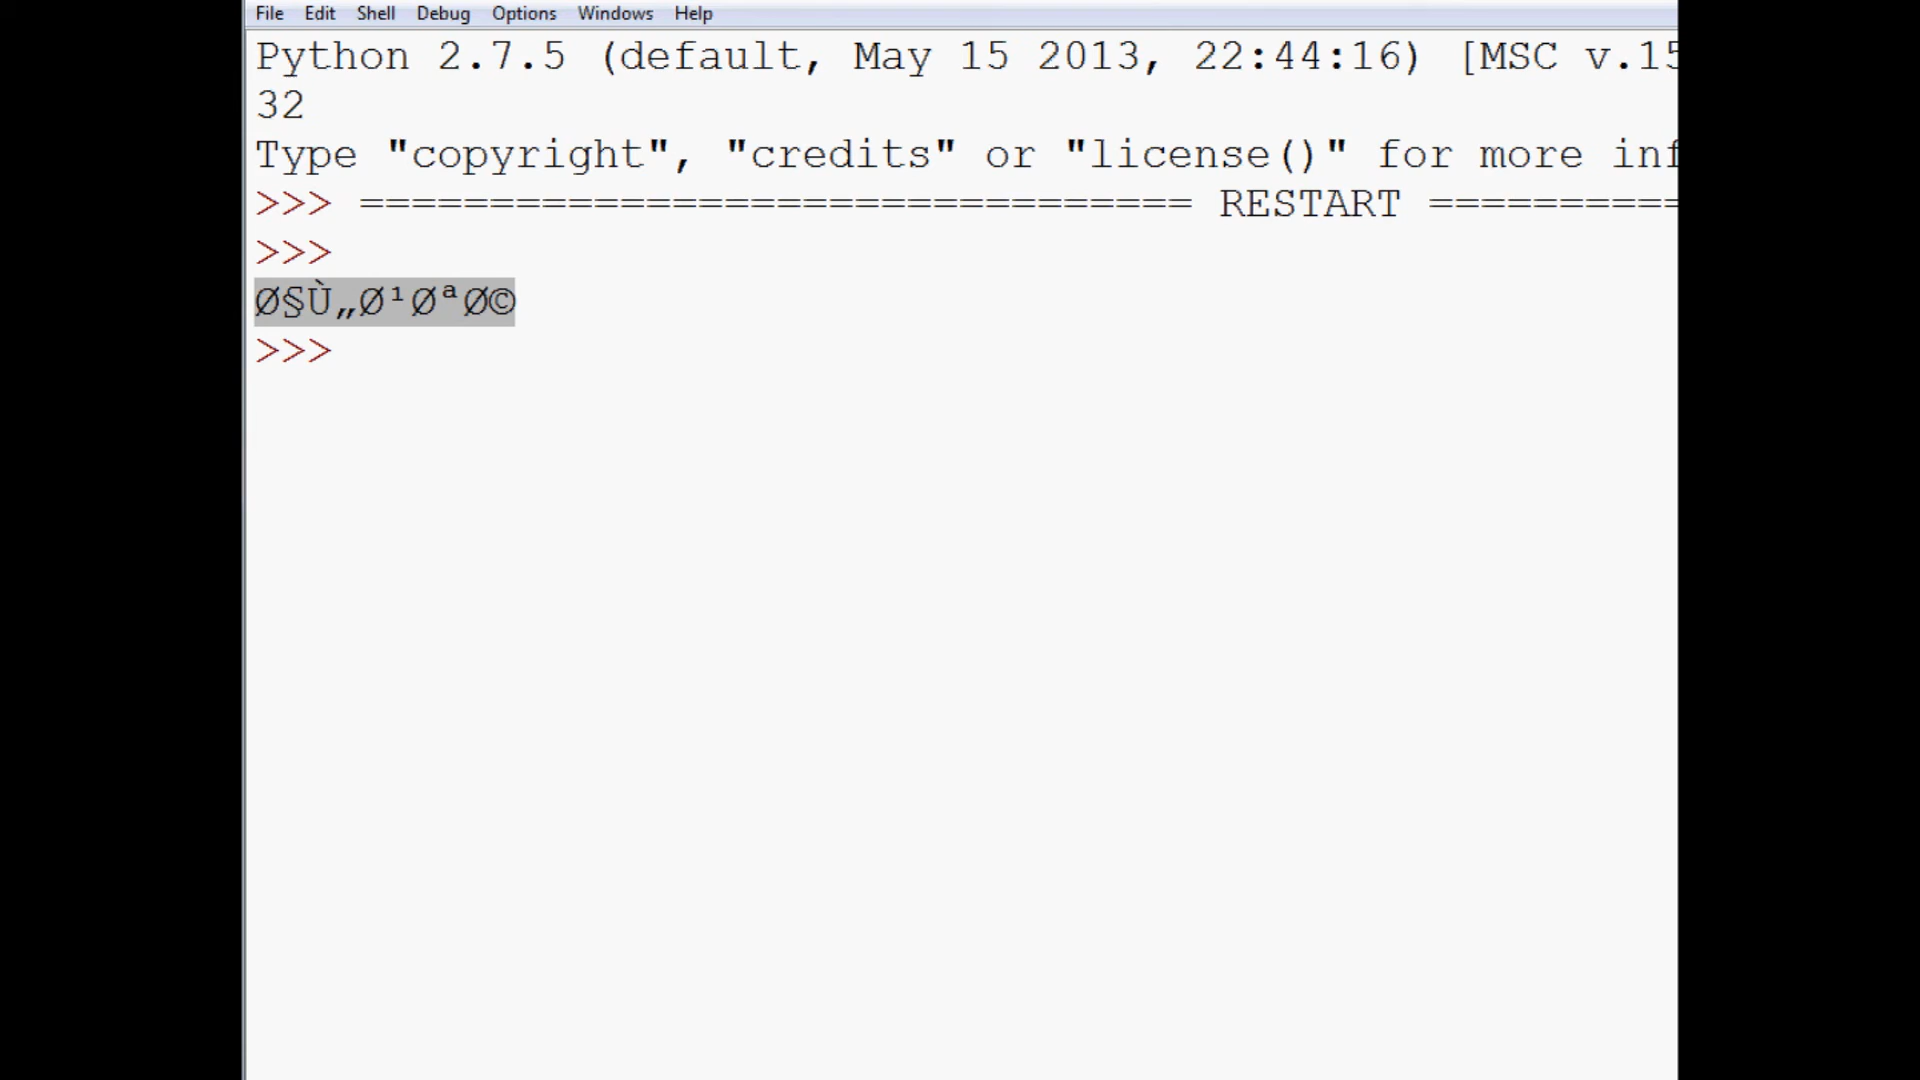 File Edit Shell Debug Options Windows Help
Python 2.7.5 (default, May 15 2013, 22:44:16) [MSC v.15
32
Type "copyright", "credits" or "license()" for more inf
>>> ================================ RESTART ==========
>>>
Ø§Ù„Ø¹ØªØ©
>>>